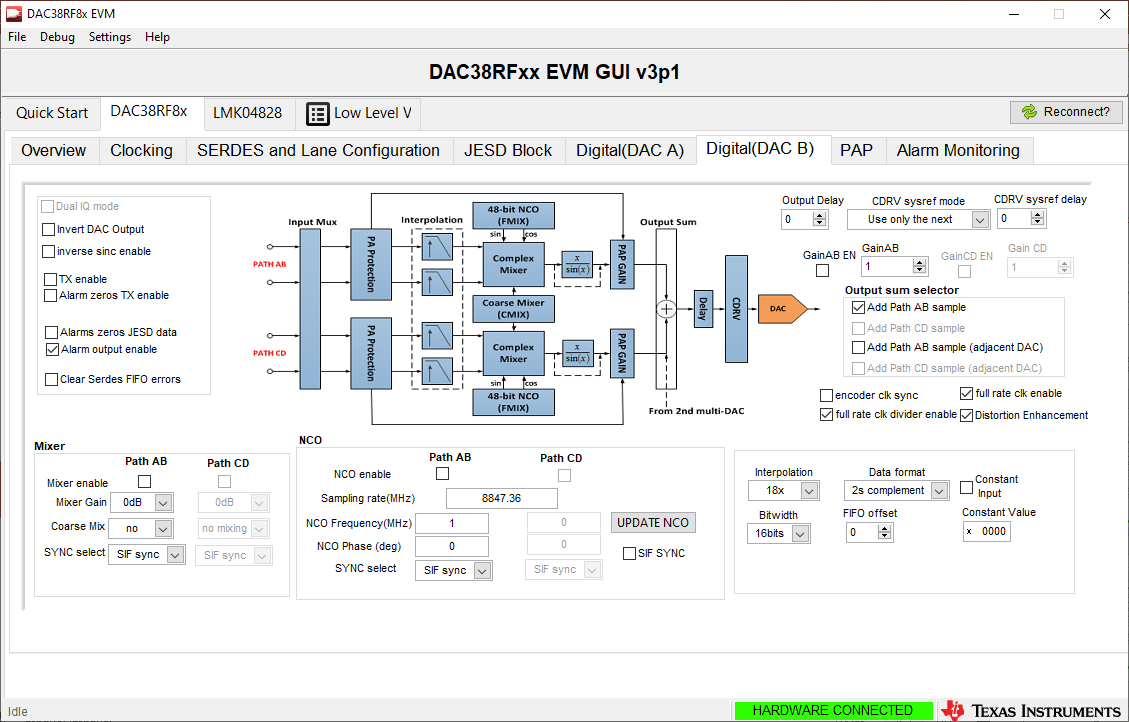 DAC38RF8x EVM
File Debug Settings Help
DAC38RFxx EVM GUI v3p1
Quick Start DAC38RF8x LMK04828 Low Level V Reconnect?
Overview Clocking SERDES and Lane Configuration JESD Block Digital(DAC A) Digital(DAC B) PAP Alarm Monitoring
Dual IQ mode
Invert DAC Output
inverse sinc enable
TX enable
Alarm zeros TX enable
Alarms zeros JESD data
Alarm output enable
Clear Serdes FIFO errors
Input Mux
Interpolation
48-bit NCO
(FMIX)
sin cos
Output Sum
PATH AB
PA Protection
Complex
Mixer
x
sin(x)
PAP GAIN
Coarse Mixer
(CMIX)
Delay
CDRV
DAC
PATH CD
PA Protection
Complex
Mixer
x
sin(x)
PAP GAIN
sin cos
48-bit NCO
(FMIX)
From 2nd multi-DAC
Output Delay CDRV sysref mode CDRV sysref delay
0 Use only the next 0
GainAB EN GainAB GainCD EN Gain CD
1 1
Output sum selector
Add Path AB sample
Add Path CD sample
Add Path AB sample (adjacent DAC)
Add Path CD sample (adjacent DAC)
encoder clk sync full rate clk enable
full rate clk divider enable Distortion Enhancement
Mixer
Path AB Path CD
Mixer enable
Mixer Gain 0dB 0dB
Coarse Mix no no mixing
SYNC select SIF sync SIF sync
NCO
Path AB Path CD
NCO enable
Sampling rate(MHz) 8847.36
NCO Frequency(MHz) 1 0 UPDATE NCO
NCO Phase (deg) 0 0 SIF SYNC
SYNC select SIF sync SIF sync
Interpolation Data format Constant
Input
18x 2s complement
Bitwidth FIFO offset Constant Value
16bits 0 x 0000
Idle HARDWARE CONNECTED TEXAS INSTRUMENTS